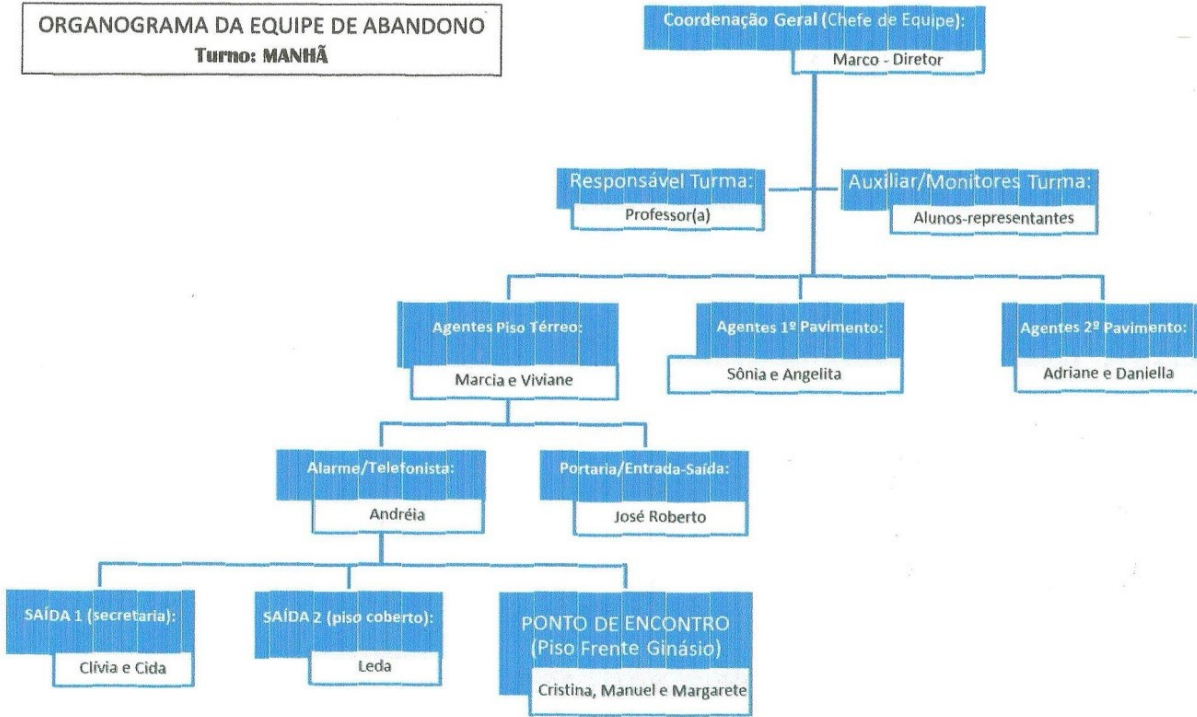 ORGANOGRAMA DA EQUIPE DE ABANDONO
Turno: MANHÃ
Coordenação Geral (Chefe de Equipe):
Marco - Diretor
Responsável Turma:
Professor(a)
Auxiliar/Monitores Turma:
Alunos-representantes
Agentes Piso Térreo:
Marcia e Viviane
Agentes 1º Pavimento:
Sônia e Angelita
Agentes 2º Pavimento:
Adriane e Daniella
Alarme/Telefonista:
Andréia
Portaria/Entrada-Saída:
José Roberto
SAÍDA 1 (secretaria):
Clívia e Cida
SAÍDA 2 (piso coberto):
Leda
PONTO DE ENCONTRO
(Piso Frente Ginásio)
Cristina, Manuel e Margarete